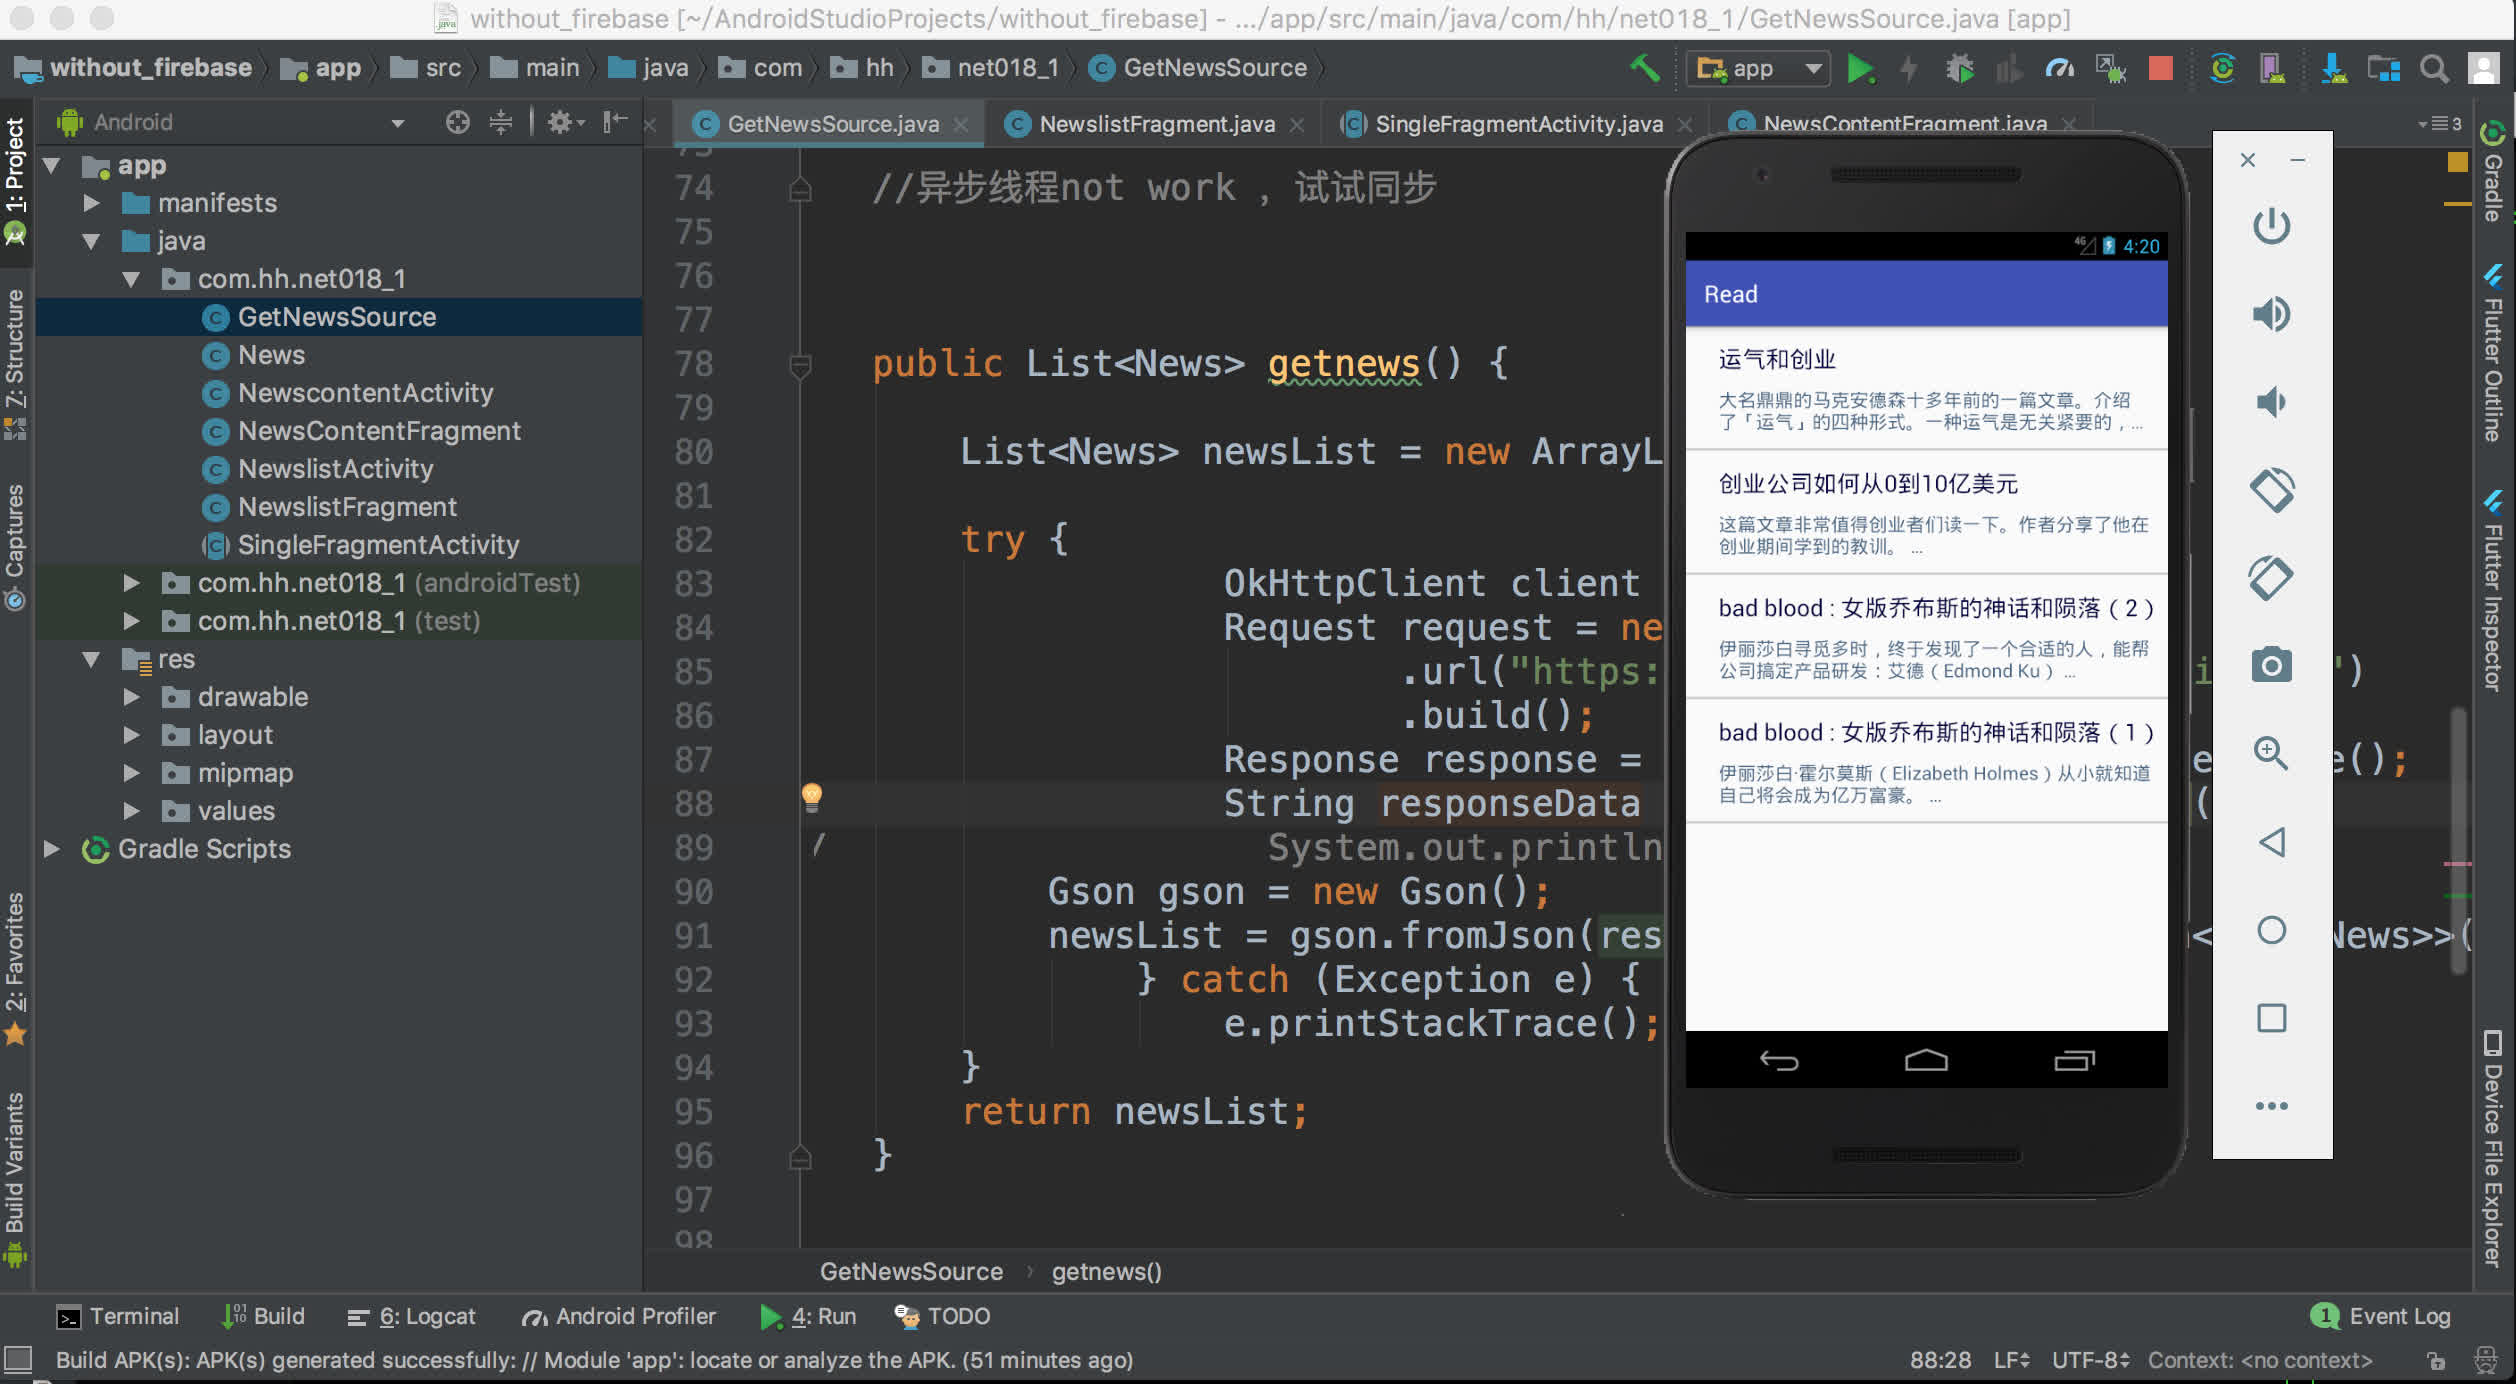 without_firebase [~/AndroidStudioProjects/without_firebase] - .../app/src/main/java/com/hh/net018_1/GetNewsSource.java [app]
without_firebase app src main java com hh net018_1 GetNewsSource
app
Android
GetNewsSource.java NewslistFragment.java SingleFragmentActivity.java NewsContentFragment.java
3
1: Project
7: Structure
Captures
2: Favorites
Build Variants
app
manifests
java
com.hh.net018_1
GetNewsSource
News
NewscontentActivity
NewsContentFragment
NewslistActivity
NewslistFragment
SingleFragmentActivity
com.hh.net018_1 (androidTest)
com.hh.net018_1 (test)
res
drawable
layout
mipmap
values
Gradle Scripts
74 //异步线程not work ，试试同步
75
76
77
78 public List<News> getnews() {
79
80 List<News> newsList = new ArrayL
81
82 try {
83 OkHttpClient client
84 Request request = ne
85 .url("https: ')
86 .build();
87 Response response = e();
88 String responseData (
89 / System.out.println
90 Gson gson = new Gson();
91 newsList = gson.fromJson(res < News>>(
92 } catch (Exception e) {
93 e.printStackTrace();
94 }
95 return newsList;
96 }
97
98
4G 4:20
Read
运气和创业
大名鼎鼎的马克安德森十多年前的一篇文章。介绍
了「运气」的四种形式。一种运气是无关紧要的，...
创业公司如何从0到10亿美元
这篇文章非常值得创业者们读一下。作者分享了他在
创业期间学到的教训。 ...
bad blood : 女版乔布斯的神话和陨落（2）
伊丽莎白寻觅多时，终于发现了一个合适的人，能帮
公司搞定产品研发：艾德（Edmond Ku） ...
bad blood : 女版乔布斯的神话和陨落（1）
伊丽莎白·霍尔莫斯（Elizabeth Holmes）从小就知道
自己将会成为亿万富豪。 ...
Gradle
Flutter Outline
Flutter Inspector
Device File Explorer
GetNewsSource getnews()
Terminal Build 6: Logcat Android Profiler 4: Run TODO
1 Event Log
Build APK(s): APK(s) generated successfully: // Module 'app': locate or analyze the APK. (51 minutes ago)
88:28 LF UTF-8 Context: <no context>